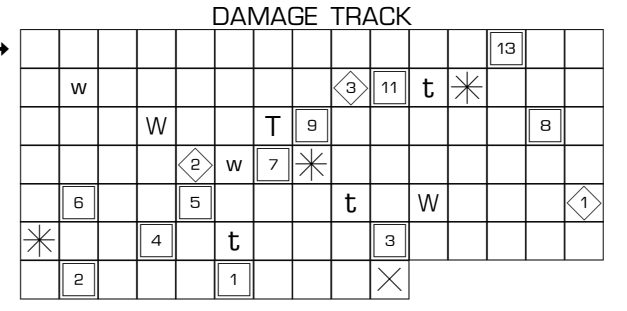 DAMAGE TRACK
13
w 3 11 t
W T 9 8
2 w 7
6 5 t W 1
4 t 3
2 1